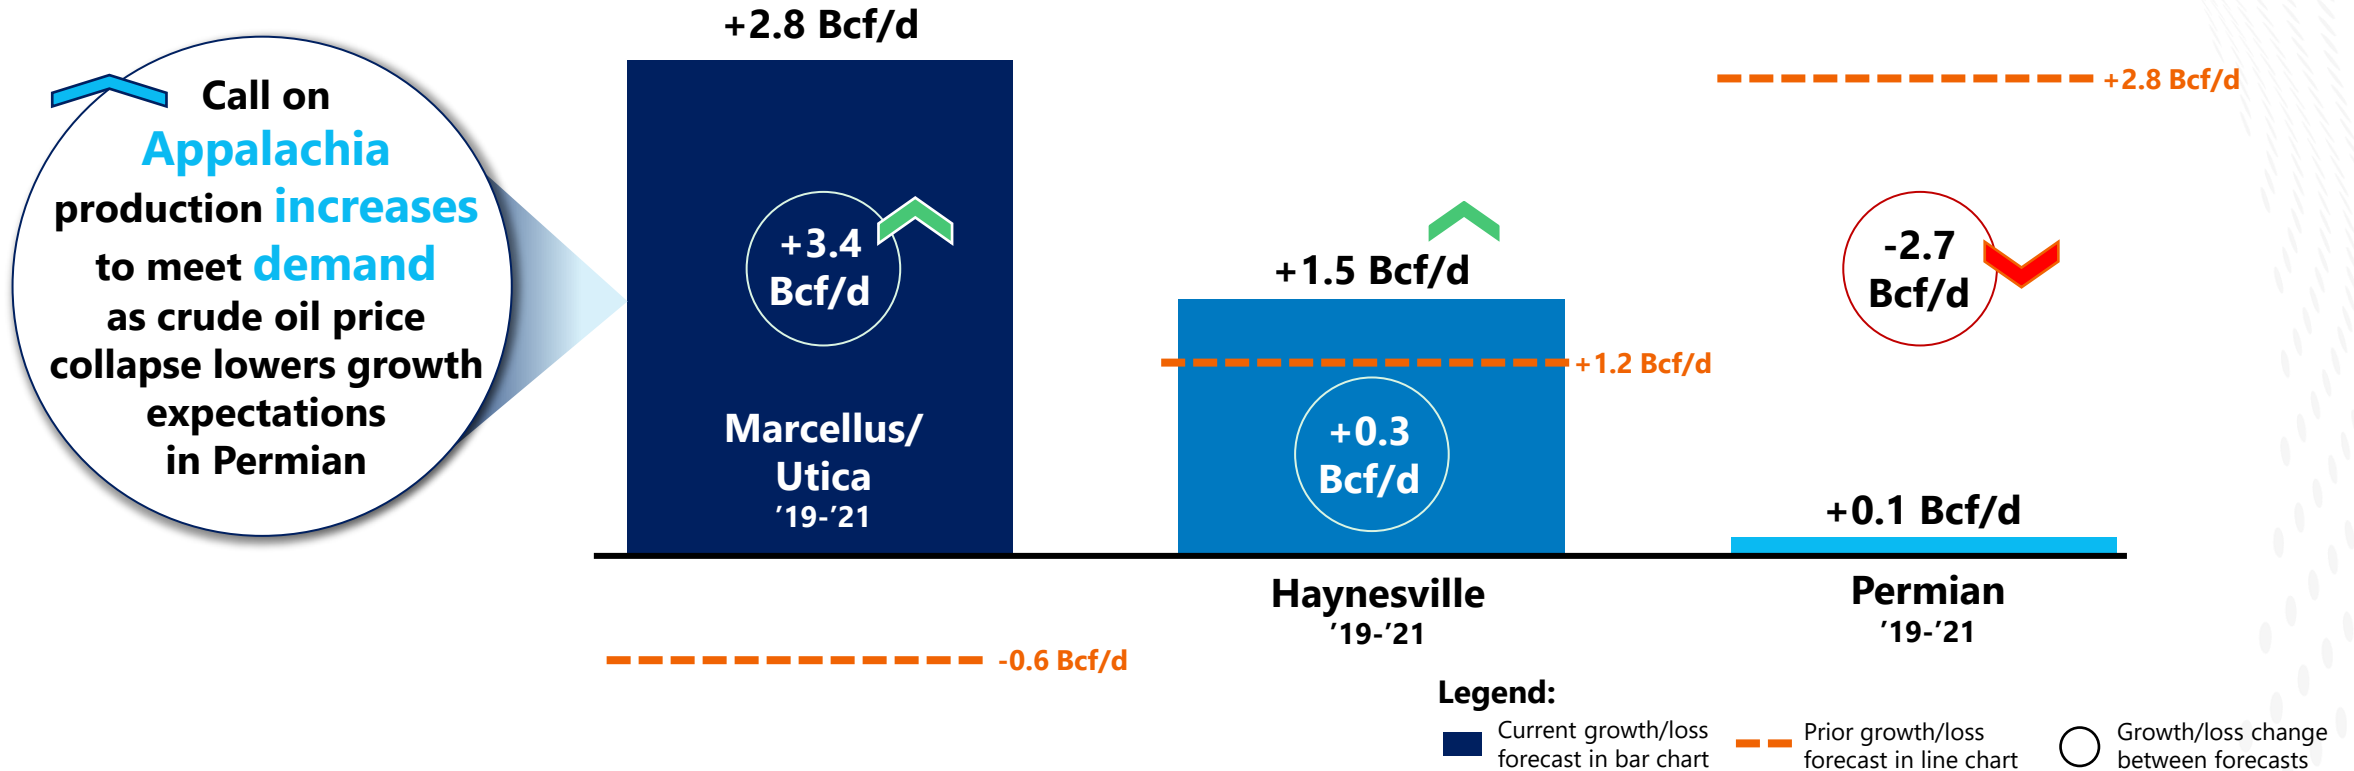 Call on
Appalachia
production increases
to meet demand
as crude oil price
collapse lowers growth
expectations
in Permian
+2.8 Bcf/d
+3.4
Bcf/d
Marcellus/
Utica
’19-’21
-0.6 Bcf/d
+1.5 Bcf/d
+1.2 Bcf/d
+0.3
Bcf/d
Haynesville
’19-’21
+2.8 Bcf/d
-2.7
Bcf/d
+0.1 Bcf/d
Permian
’19-’21
Legend:
Current growth/loss
forecast in bar chart
Prior growth/loss
forecast in line chart
Growth/loss change
between forecasts